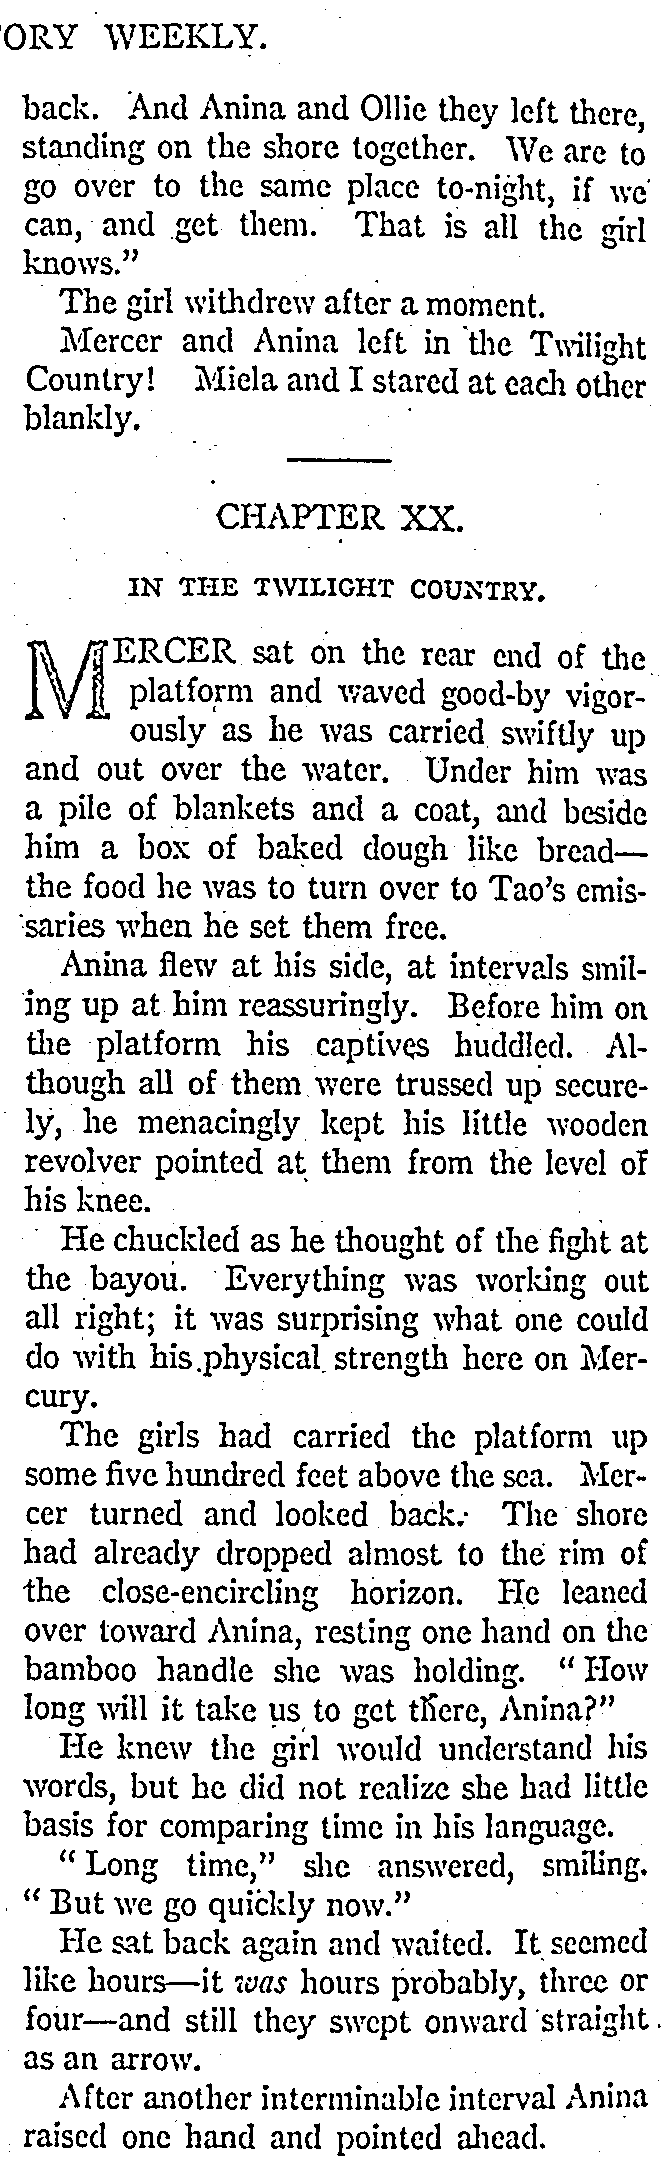 ORY WEEKLY.
back. And Anina and Ollie they left there,
standing on the shore together. We are to
go over to the same place to-night, if we
can, and get them. That is all the girl
knows.”
The girl withdrew after a moment.
Mercer and Anina left in the Twilight
Country! Miela and I stared at each other
blankly.
CHAPTER XX.
IN THE TWILIGHT COUNTRY.
MERCER sat on the rear end of the
platform and waved good-by vigor-
ously as he was carried swiftly up
and out over the water. Under him was
a pile of blankets and a coat, and beside
him a box of baked dough like bread—
the food he was to turn over to Tao’s emis-
saries when he set them free.
Anina flew at his side, at intervals smil-
ing up at him reassuringly. Before him on
the platform his captives huddled. Al-
though all of them were trussed up secure-
ly, he menacingly kept his little wooden
revolver pointed at them from the level of
his knee.
He chuckled as he thought of the fight at
the bayou. Everything was working out
all right; it was surprising what one could
do with his physical strength here on Mer-
cury.
The girls had carried the platform up
some five hundred feet above the sea. Mer-
cer turned and looked back. The shore
had already dropped almost to the rim of
the close-encircling horizon. He leaned
over toward Anina, resting one hand on the
bamboo handle she was holding. “How
long will it take us to get there, Anina?”
He knew the girl would understand his
words, but he did not realize she had little
basis for comparing time in his language.
“Long time,” she answered, smiling.
“But we go quickly now.”
He sat back again and waited. It seemed
like hours—it was hours probably, three or
four—and still they swept onward straight
as an arrow.
After another interminable interval Anina
raised one hand and pointed ahead.